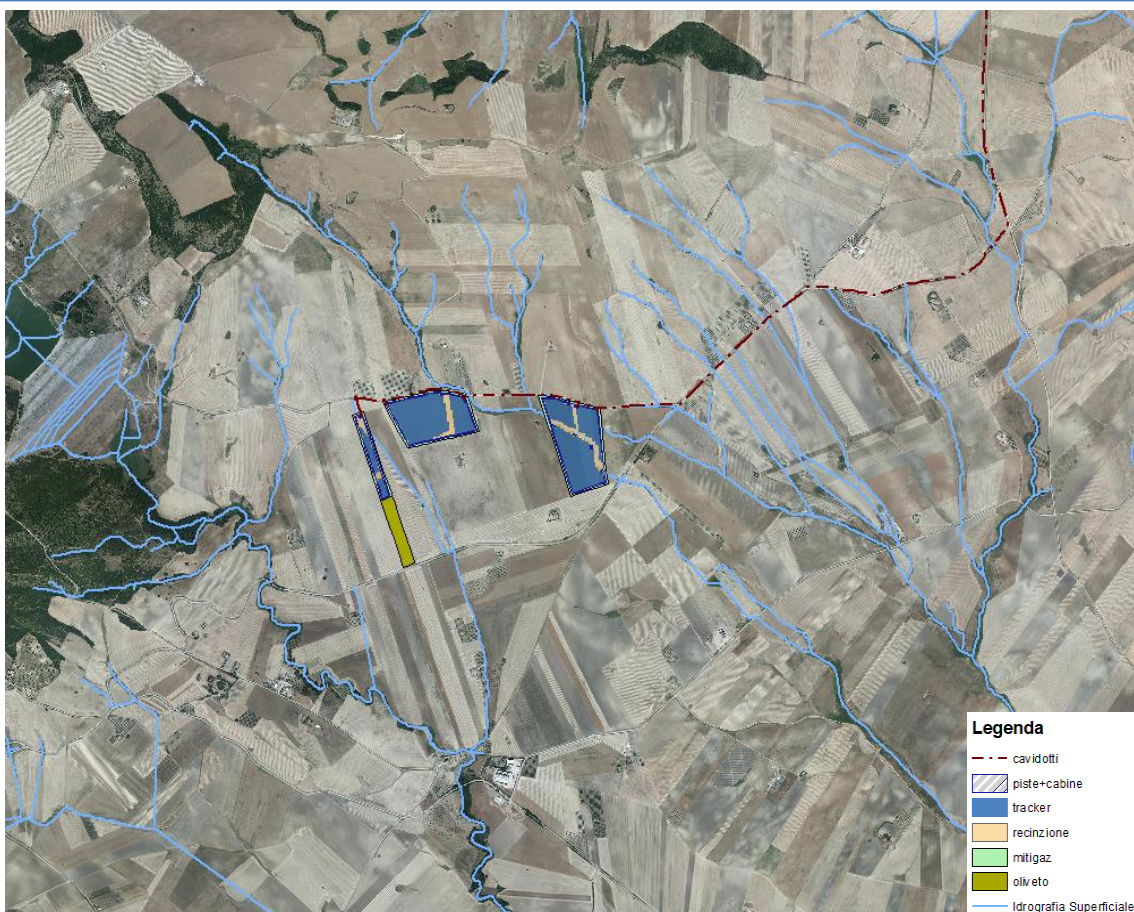 Legenda
cavidotti
piste+cabine
tracker
recinzione
mitigaz
oliveto
Idrografia Superficiale